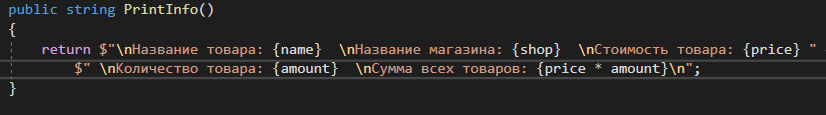 public string PrintInfo()
{
return $"\nНазвание товара: {name}  \nНазвание магазина: {shop}  \nСтоимость товара: {price} "
$" \nКоличество товара: {amount}  \nСумма всех товаров: {price * amount}\n";
}